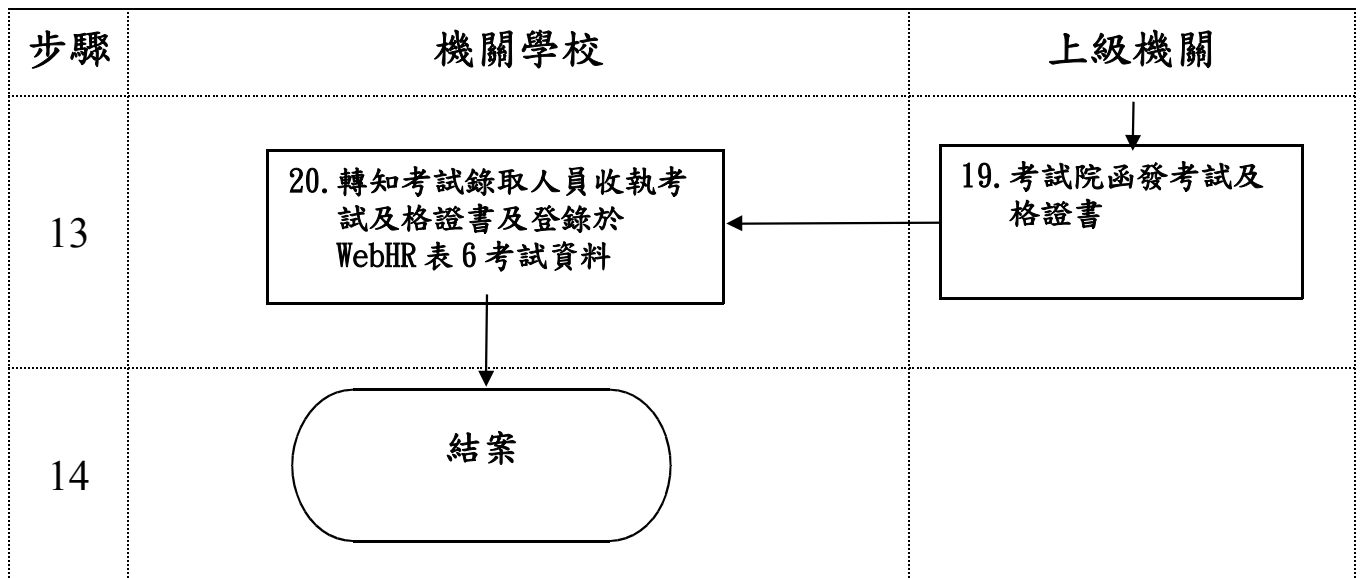 步驟 機關學校 上級機關
13
20.轉知考試錄取人員收執考
試及格證書及登錄於
WebHR 表 6 考試資料
19.考試院函發考試及
格證書
14
結案